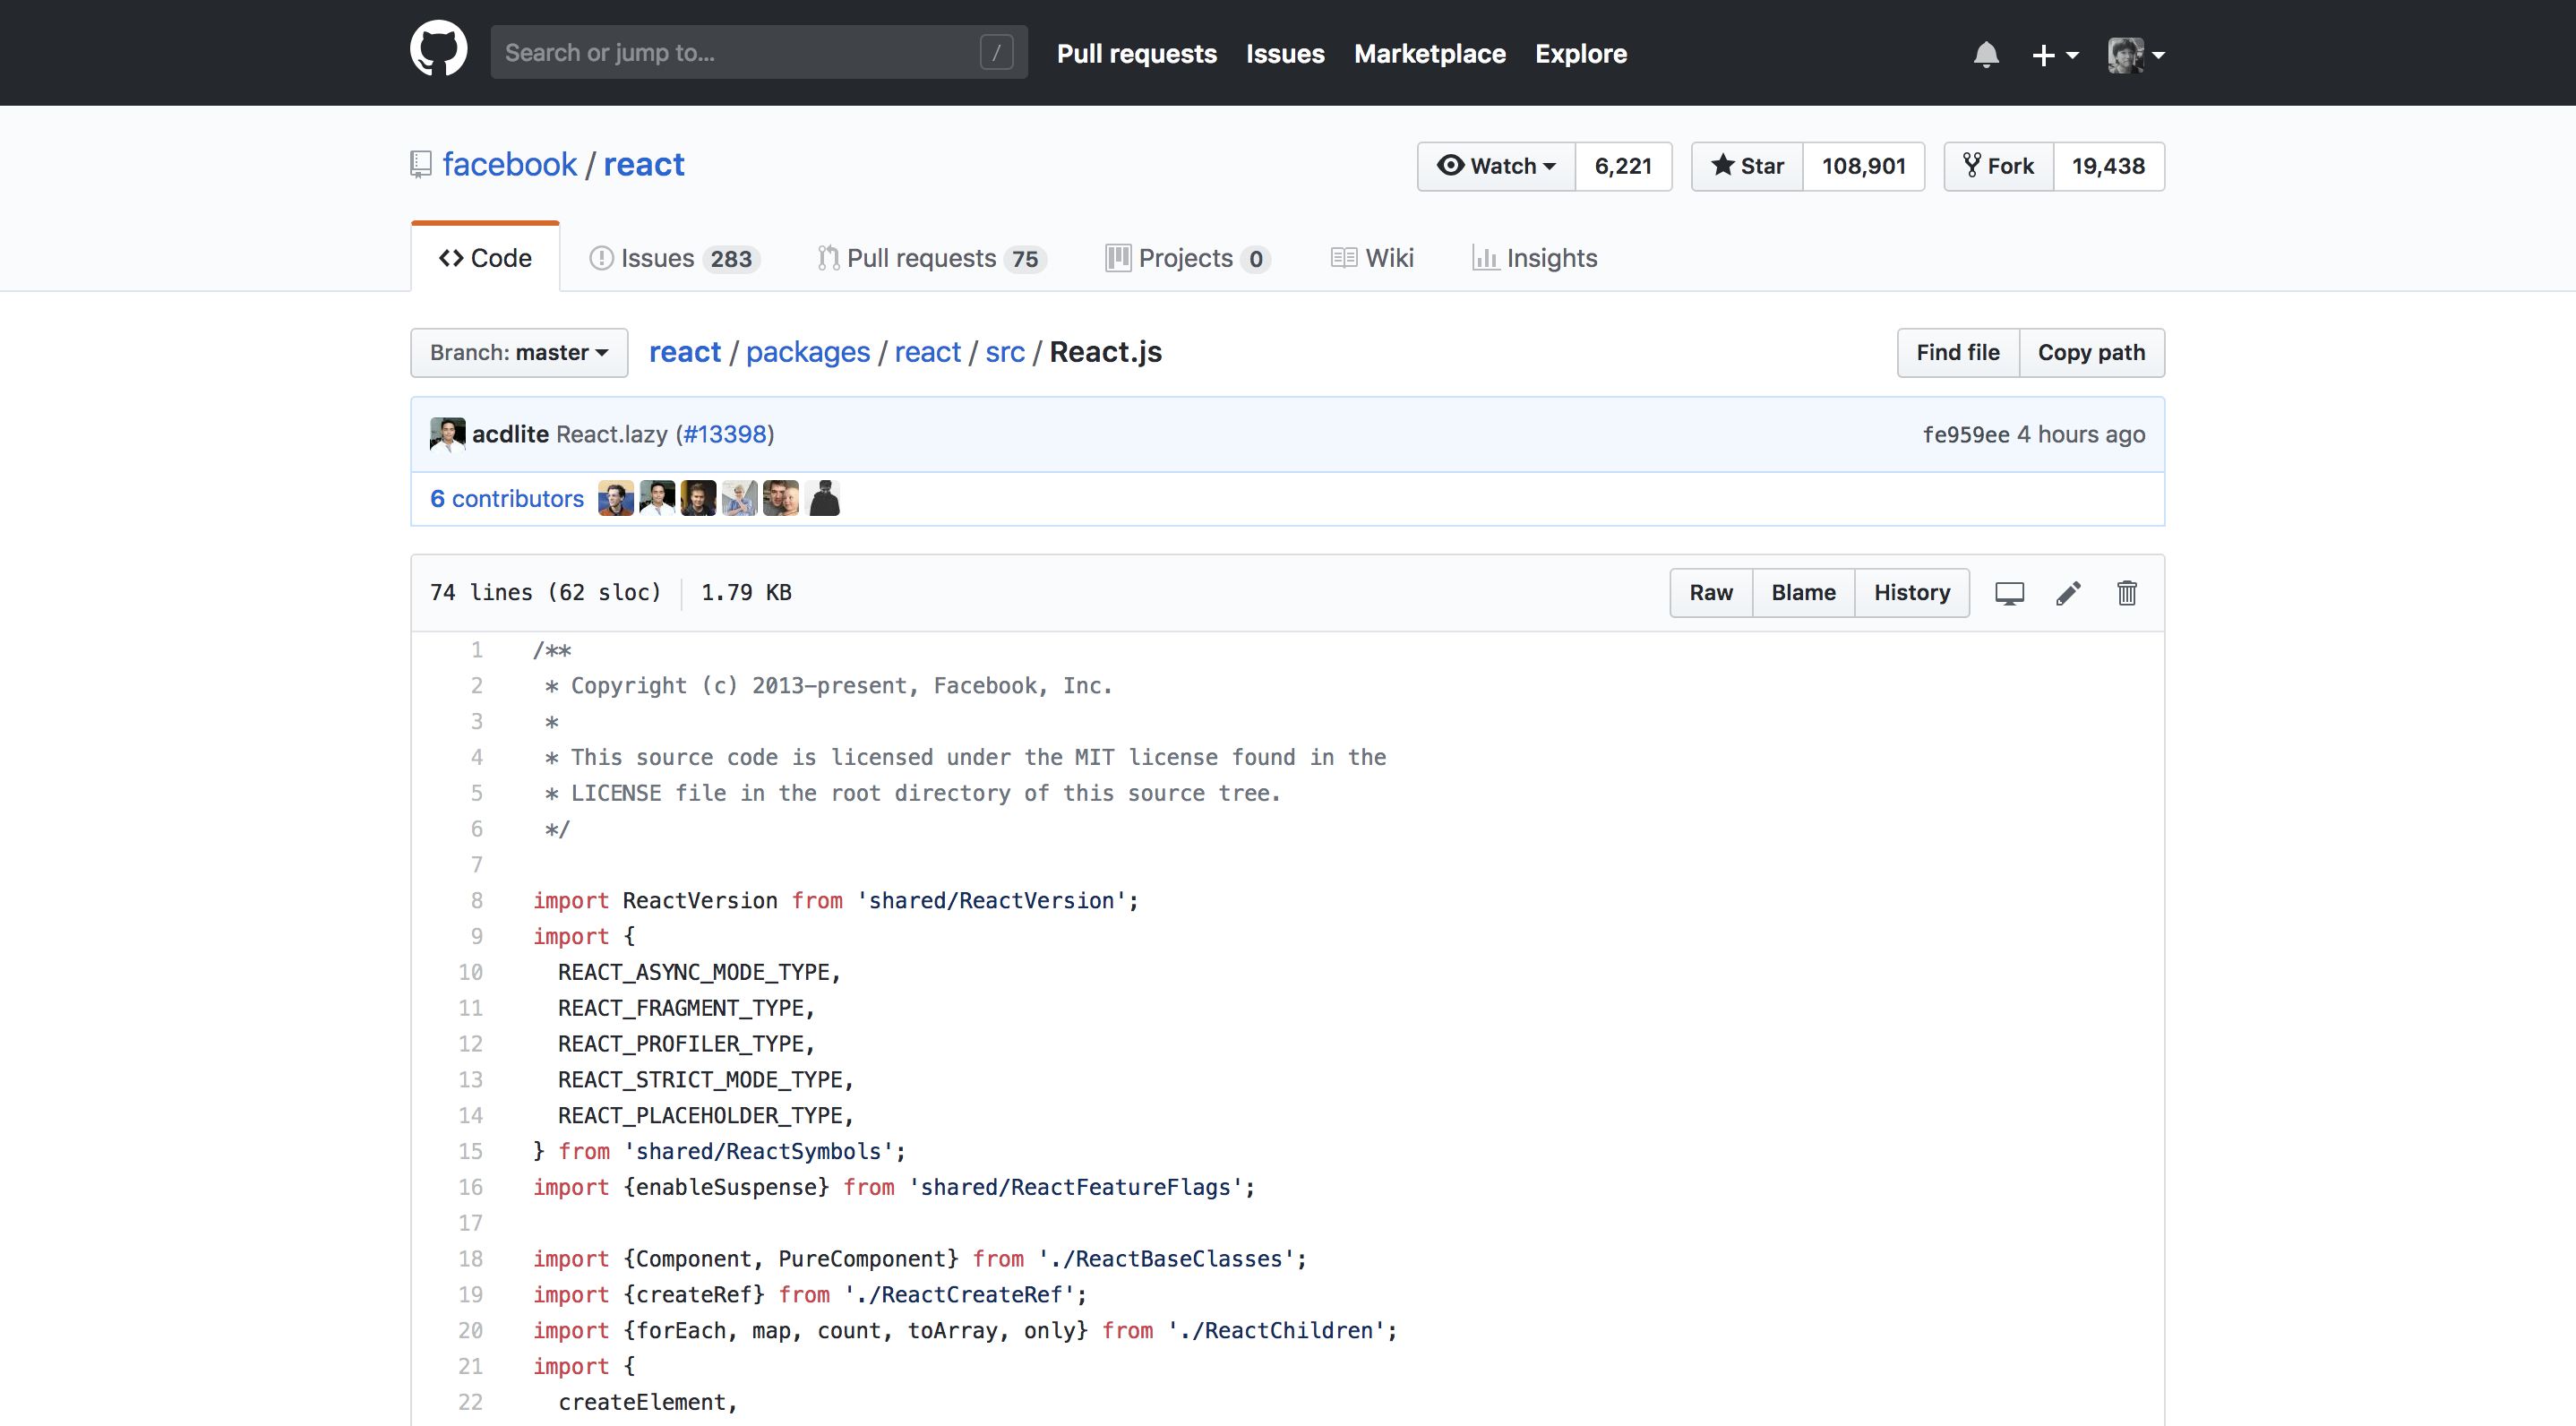 Search or jump to... /
Pull requests Issues Marketplace Explore
facebook / react
Watch 6,221 Star 108,901 Fork 19,438
Code Issues 283 Pull requests 75 Projects 0 Wiki Insights
Branch: master react / packages / react / src / React.js Find file Copy path
acdlite React.lazy (#13398) fe959ee 4 hours ago
6 contributors
74 lines (62 sloc) 1.79 KB Raw Blame History
1 /**
2  * Copyright (c) 2013-present, Facebook, Inc.
3  *
4  * This source code is licensed under the MIT license found in the
5  * LICENSE file in the root directory of this source tree.
6  */
7
8 import ReactVersion from 'shared/ReactVersion';
9 import {
10   REACT_ASYNC_MODE_TYPE,
11   REACT_FRAGMENT_TYPE,
12   REACT_PROFILER_TYPE,
13   REACT_STRICT_MODE_TYPE,
14   REACT_PLACEHOLDER_TYPE,
15 } from 'shared/ReactSymbols';
16 import {enableSuspense} from 'shared/ReactFeatureFlags';
17
18 import {Component, PureComponent} from './ReactBaseClasses';
19 import {createRef} from './ReactCreateRef';
20 import {forEach, map, count, toArray, only} from './ReactChildren';
21 import {
22   createElement,